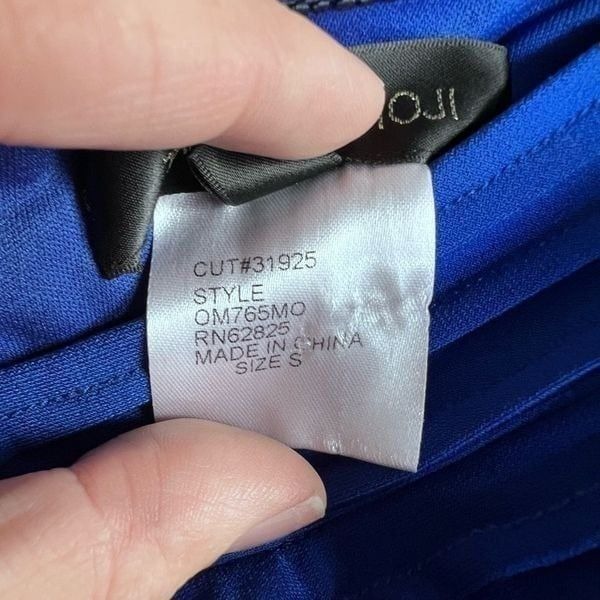 CUT#31925
STYLE
OM765MO
RN62825
MADE IN CHINA
SIZE S